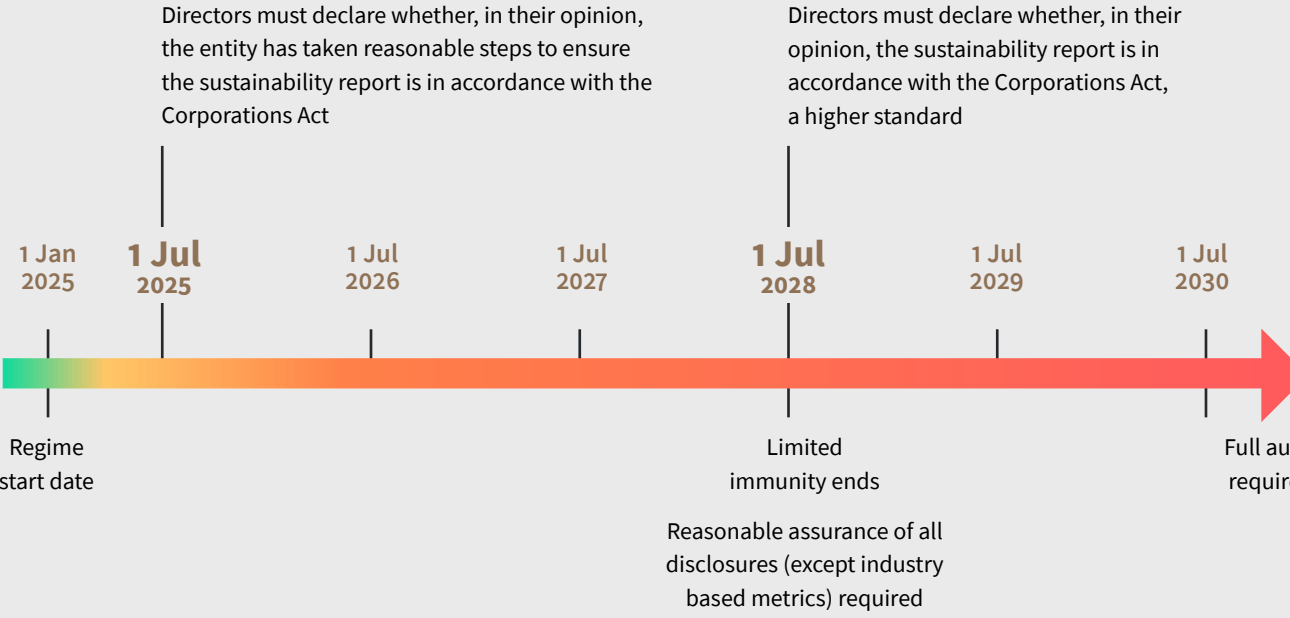 Directors must declare whether, in their opinion,
the entity has taken reasonable steps to ensure
the sustainability report is in accordance with the
Corporations Act
Directors must declare whether, in their
opinion, the sustainability report is in
accordance with the Corporations Act,
a higher standard
1 Jan
2025
1 Jul
2025
1 Jul
2026
1 Jul
2027
1 Jul
2028
1 Jul
2029
1 Jul
2030
Regime
start date
Limited
immunity ends
Reasonable assurance of all
disclosures (except industry
based metrics) required
Full